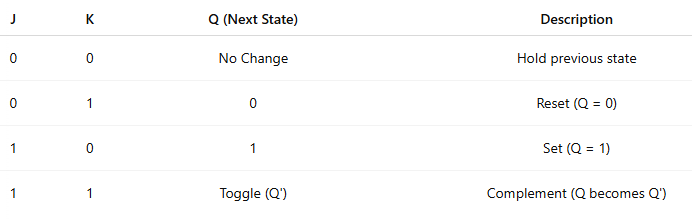 J K Q (Next State) Description
0 0 No Change Hold previous state
0 1 0 Reset (Q = 0)
1 0 1 Set (Q = 1)
1 1 Toggle (Q') Complement (Q becomes Q')